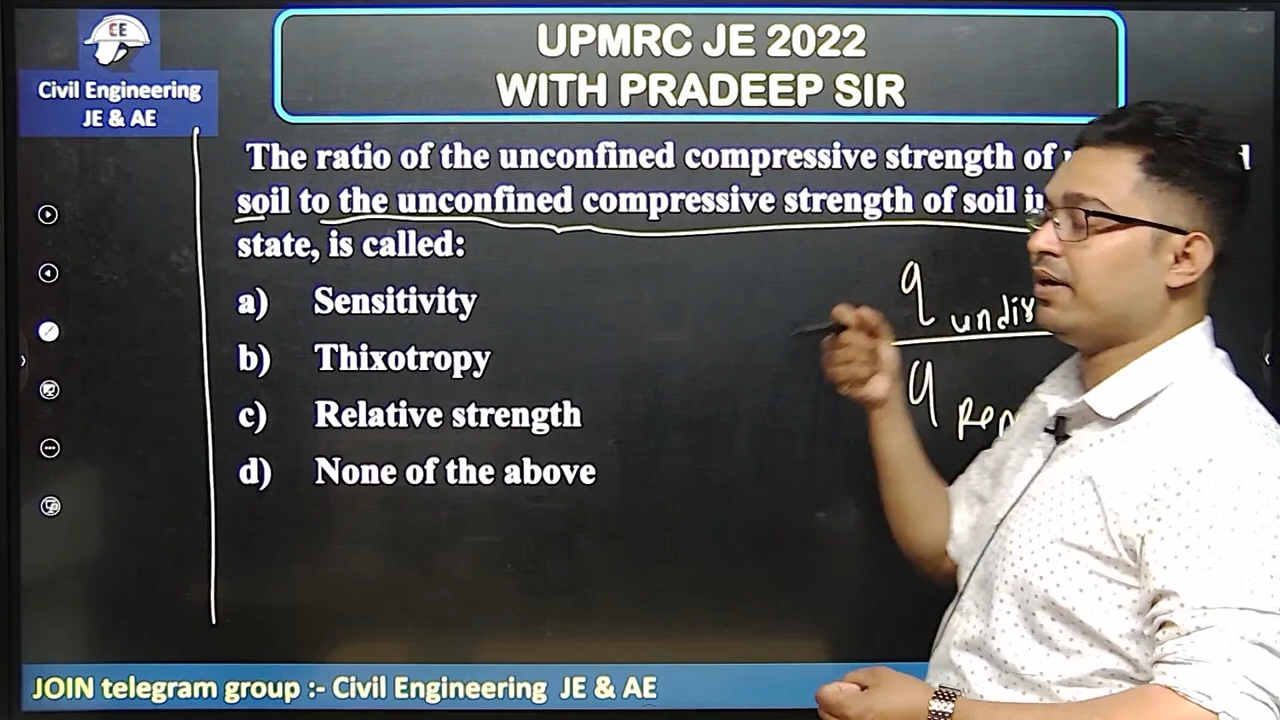 CE
Civil Engineering
JE & AE
UPMRC JE 2022
WITH PRADEEP SIR
The ratio of the unconfined compressive strength of
soil to the unconfined compressive strength of soil
state, is called:
a) Sensitivity
b) Thixotropy
c) Relative strength
d) None of the above
q undis
q Rem
JOIN telegram group :- Civil Engineering JE & AE